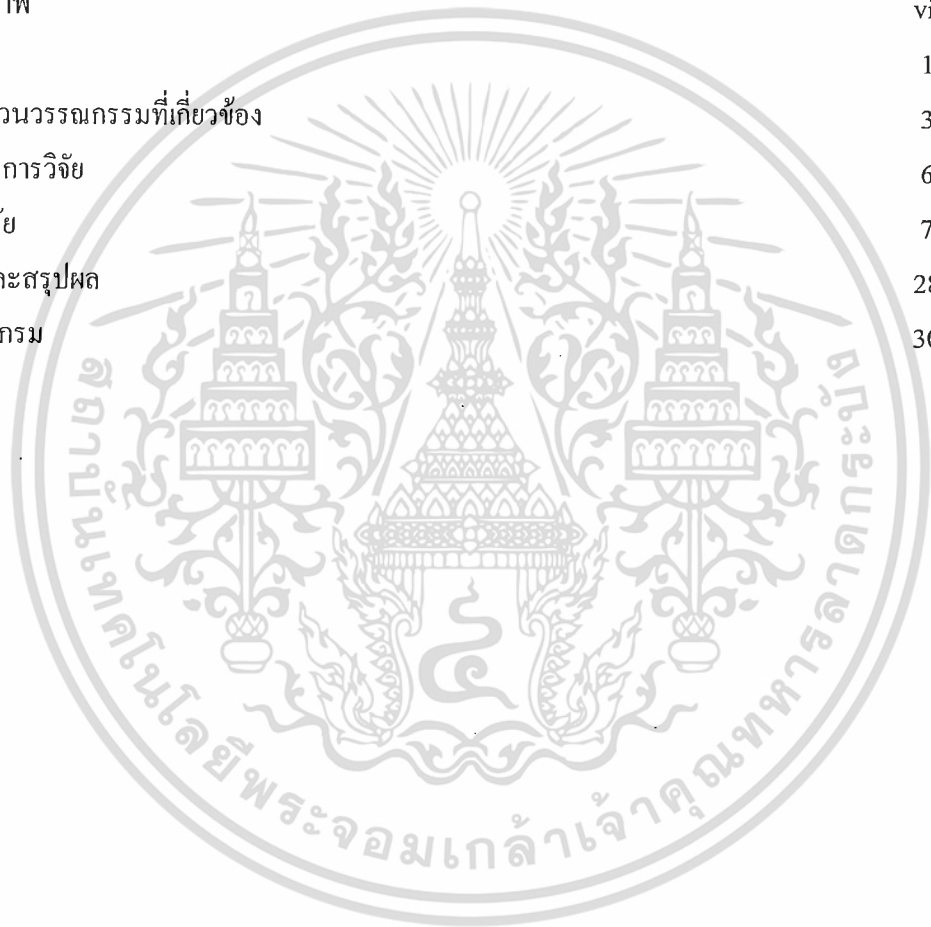 าพ vi
1
วนวรรณกรรมที่เกี่ยวข้อง 3
การวิจัย 6
ัย 7
ละสรุปผล 28
กรม 36
สถาบันเทคโนโลยีพระจอมเกล้าเจ้าคุณทหารลาดกระบัง
๔